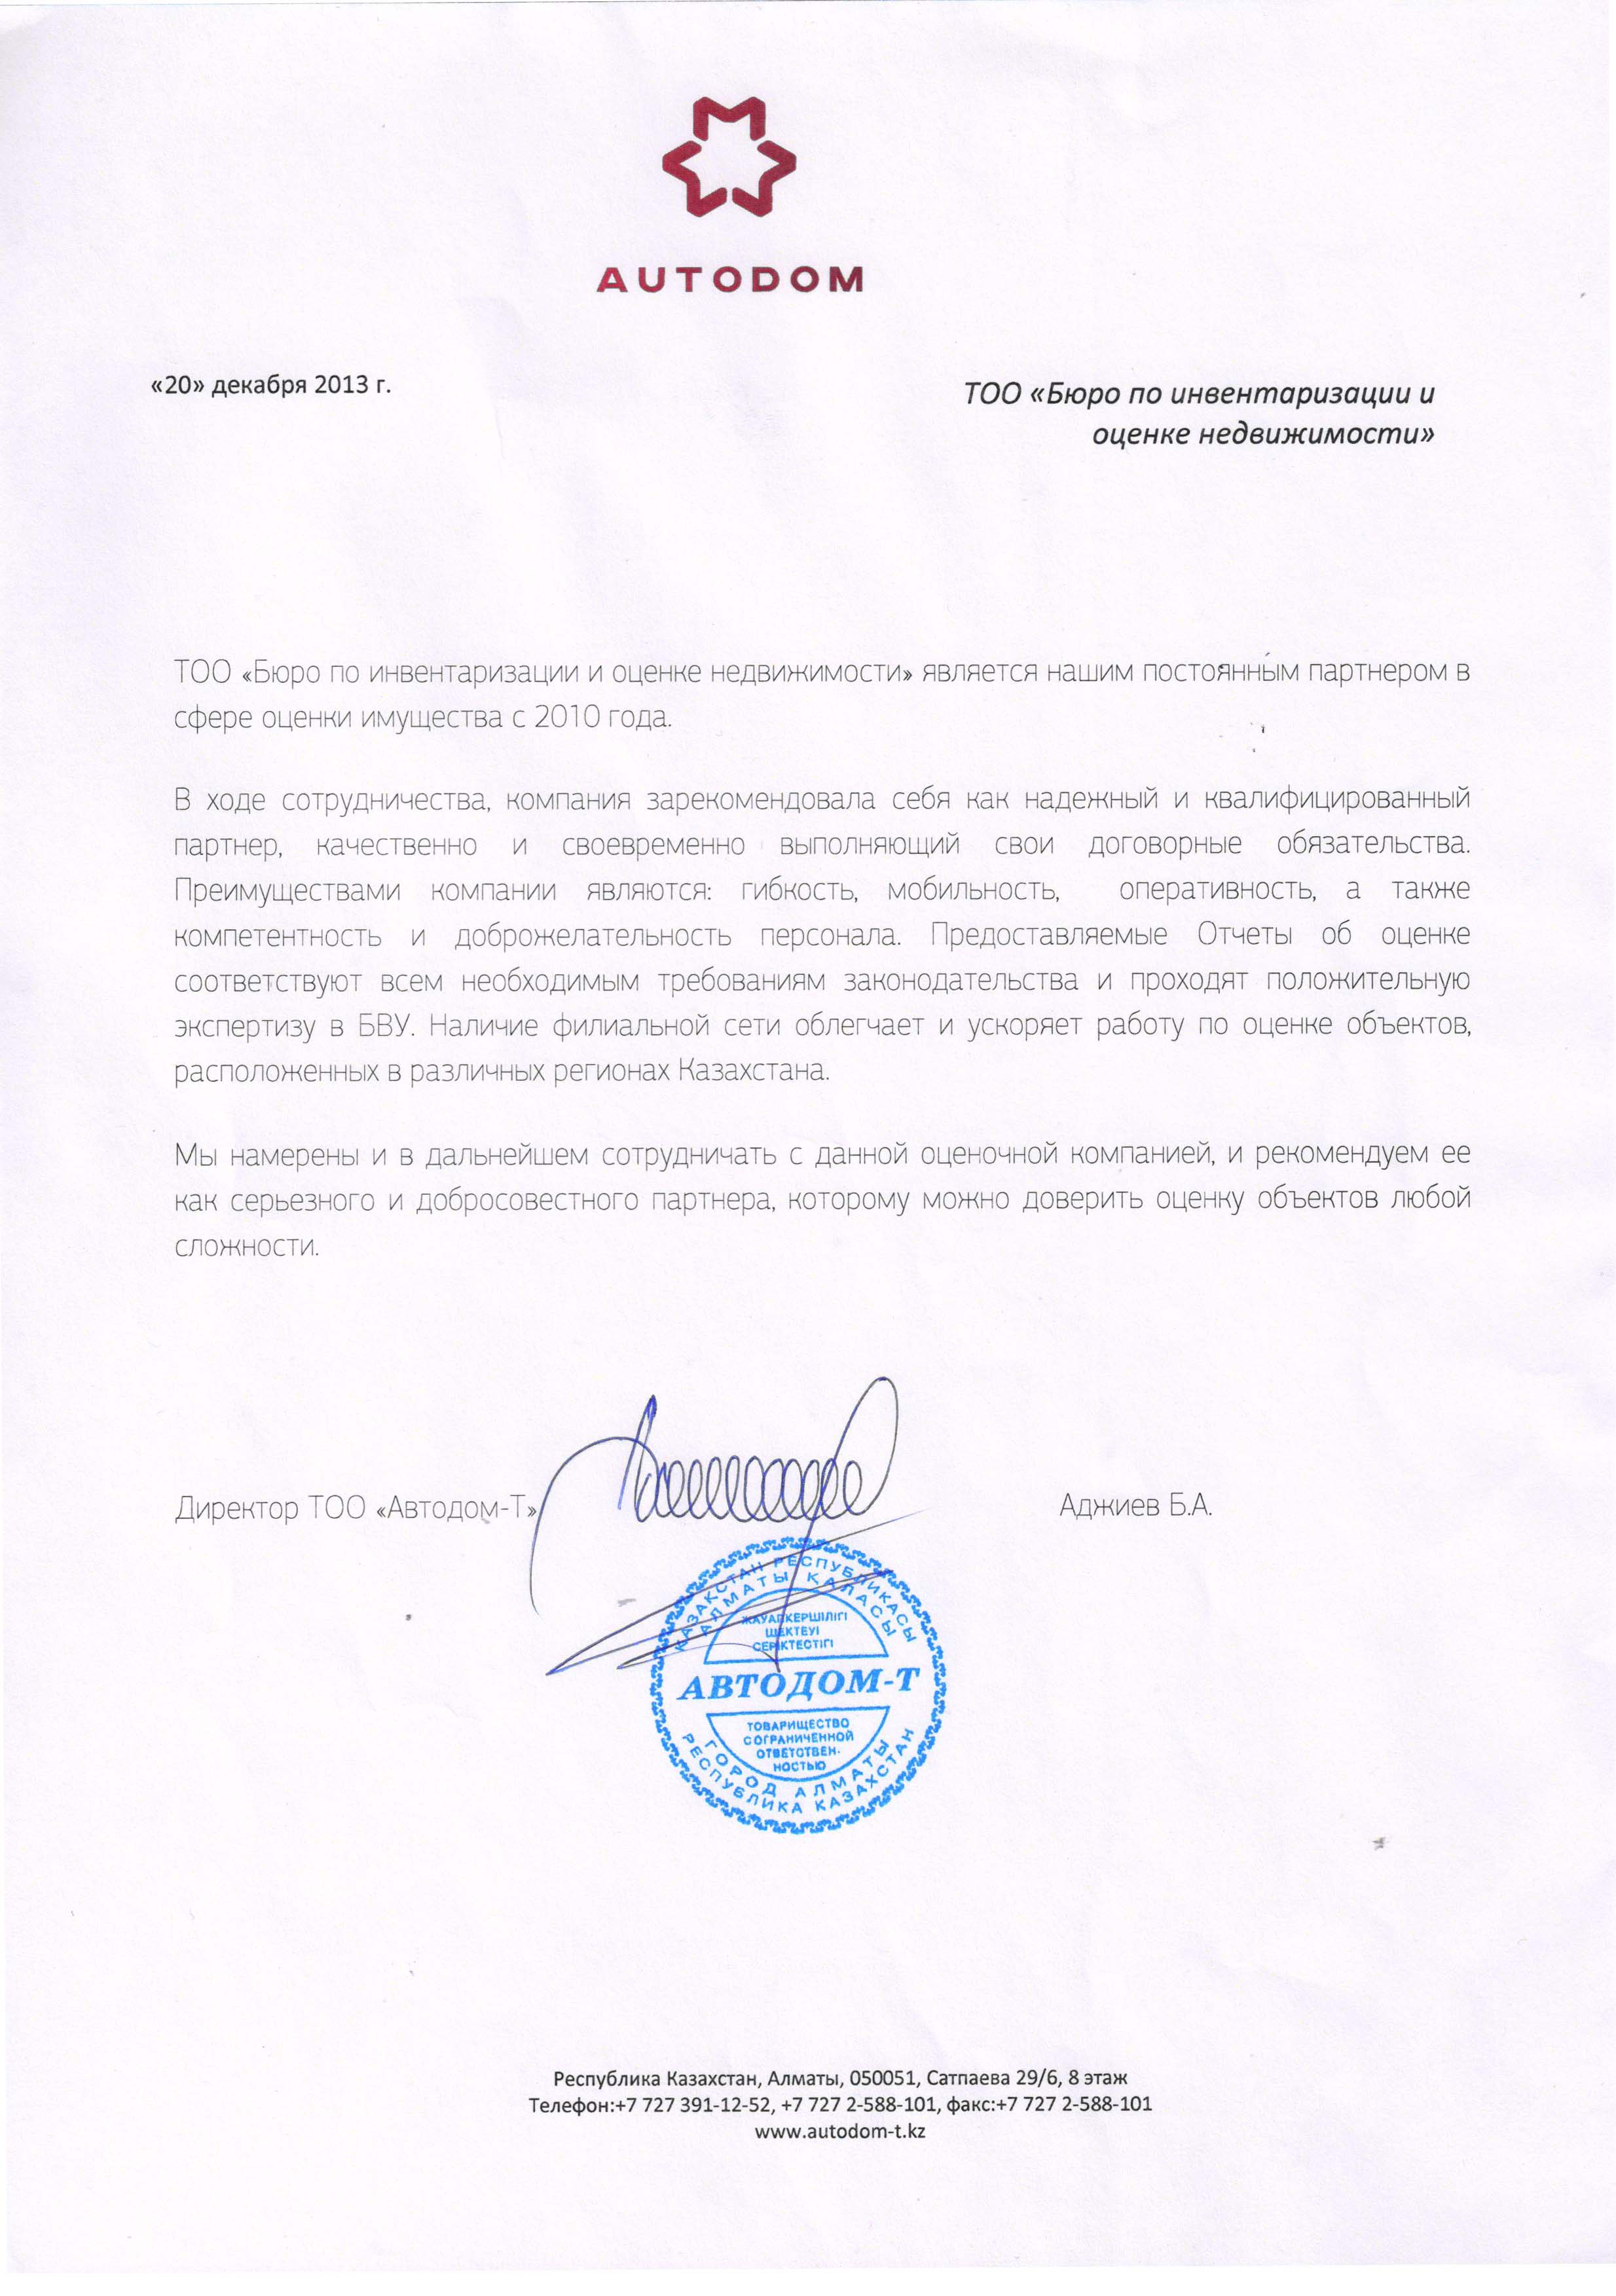 AUTODOM
«20» декабря 2013 г.
ТОО «Бюро по инвентаризации и
оценке недвижимости»
ТОО «Бюро по инвентаризации и оценке недвижимости» является нашим постоянным партнером в
сфере оценки имущества с 2010 года.
В ходе сотрудничества, компания зарекомендовала себя как надежный и квалифицированный
партнер, качественно и своевременно выполняющий свои договорные обязательства.
Преимуществами компании являются: гибкость, мобильность, оперативность, а также
компетентность и доброжелательность персонала. Предоставляемые Отчеты об оценке
соответствуют всем необходимым требованиям законодательства и проходят положительную
экспертизу в БВУ. Наличие филиальной сети облегчает и ускоряет работу по оценке объектов,
расположенных в различных регионах Казахстана.
Мы намерены и в дальнейшем сотрудничать с данной оценочной компанией, и рекомендуем ее
как серьезного и добросовестного партнера, которому можно доверить оценку объектов любой
сложности.
Директор ТОО «Автодом-Т»
Аджиев Б.А.
ҚАЗАҚСТАН РЕСПУБЛИКАСЫ
АЛМАТЫ ҚАЛАСЫ
ЖАУАПКЕРШІЛІГІ
ШЕКТЕУІ
СЕРІКТЕСТІГІ
АВТОДОМ-Т
ТОВАРИЩЕСТВО
С ОГРАНИЧЕННОЙ
ОТВЕТСТВЕН-
НОСТЬЮ
ГОРОД АЛМАТЫ
РЕСПУБЛИКА КАЗАХСТАН
Республика Казахстан, Алматы, 050051, Сатпаева 29/6, 8 этаж
Телефон:+7 727 391-12-52, +7 727 2-588-101, факс:+7 727 2-588-101
www.autodom-t.kz